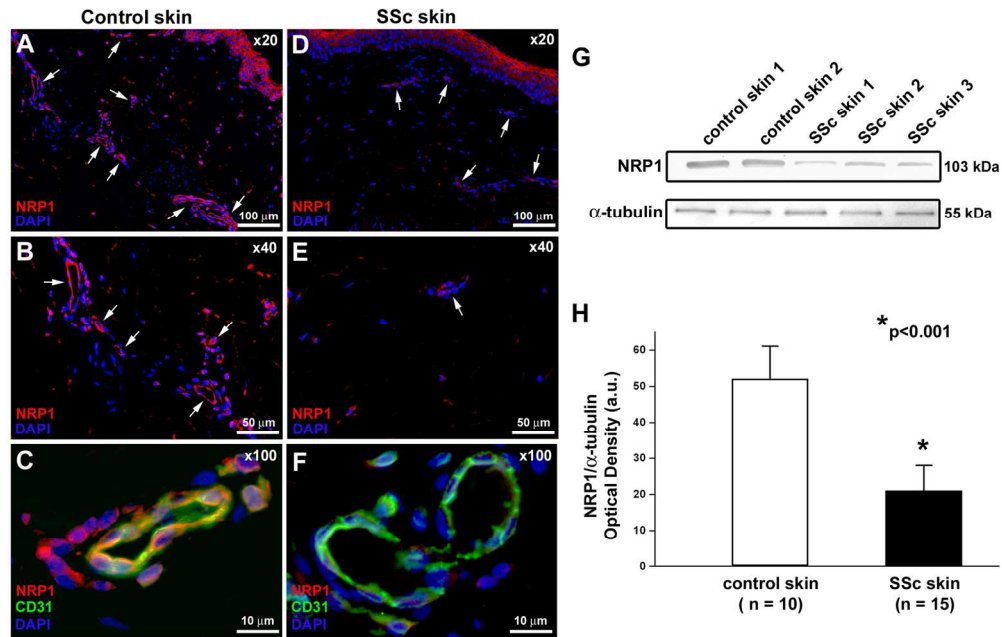 Control skin
SSc skin
A
x20
NRP1
DAPI
100 μm
B
x40
NRP1
DAPI
50 μm
C
x100
NRP1
CD31
DAPI
10 μm
D
x20
NRP1
DAPI
100 μm
E
x40
NRP1
DAPI
50 μm
F
x100
NRP1
CD31
DAPI
10 μm
G
control skin 1
control skin 2
SSc skin 1
SSc skin 2
SSc skin 3
NRP1
103 kDa
α-tubulin
55 kDa
H
* p<0.001
NRP1/α-tubulin
Optical Density (a.u.)
60
50
40
30
20
10
0
*
control skin
( n = 10)
SSc skin
(n = 15)